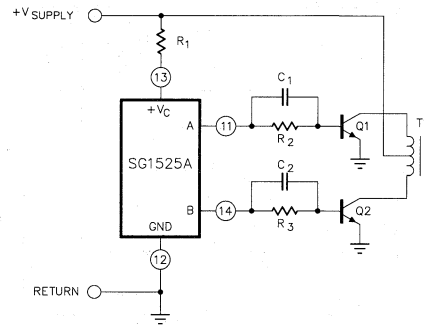 +V SUPPLY
R1
13
+VC
C1
A
11
R2
Q1
T
SG1525A
C2
B
14
R3
Q2
GND
12
RETURN